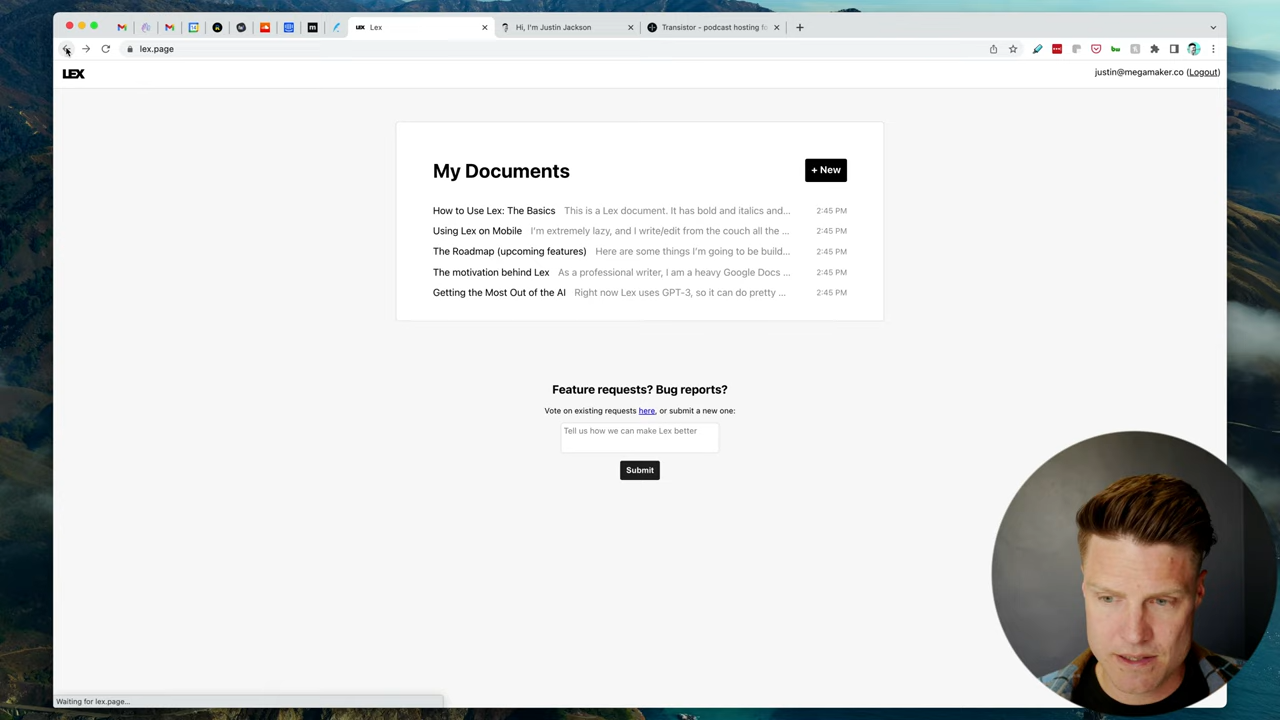 Lex
Hi, I'm Justin Jackson
Transistor - podcast hosting fo
lex.page
LEX
justin@megamaker.co (Logout)
My Documents
+ New
How to Use Lex: The Basics This is a Lex document. It has bold and italics and... 2:45 PM
Using Lex on Mobile I'm extremely lazy, and I write/edit from the couch all the ... 2:45 PM
The Roadmap (upcoming features) Here are some things I'm going to be build... 2:45 PM
The motivation behind Lex As a professional writer, I am a heavy Google Docs ... 2:45 PM
Getting the Most Out of the AI Right now Lex uses GPT-3, so it can do pretty ... 2:45 PM
Feature requests? Bug reports?
Vote on existing requests here, or submit a new one:
Tell us how we can make Lex better
Submit
Waiting for lex.page...